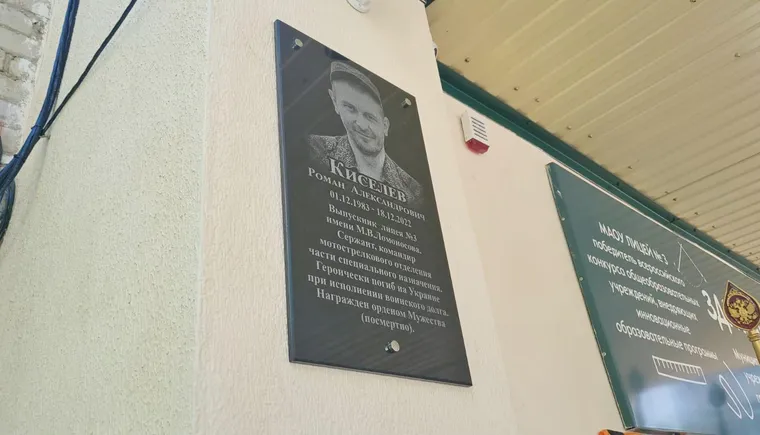 КИСЕЛЕВ
РОМАН АЛЕКСАНДРОВИЧ
01.12.1983 - 18.12.2022
Выпускник лицея №3
имени М.В.Ломоносова.
Сержант, командир
мотострелкового отделения
части специального назначения.
Героически погиб на Украине
при исполнении воинского долга.
Награжден орденом Мужества
(посмертно).
МАОУ ЛИЦЕЙ № 3
победитель всероссийского
конкурса общеобразовательных
учреждений, внедряющих
инновационные
образовательные программы